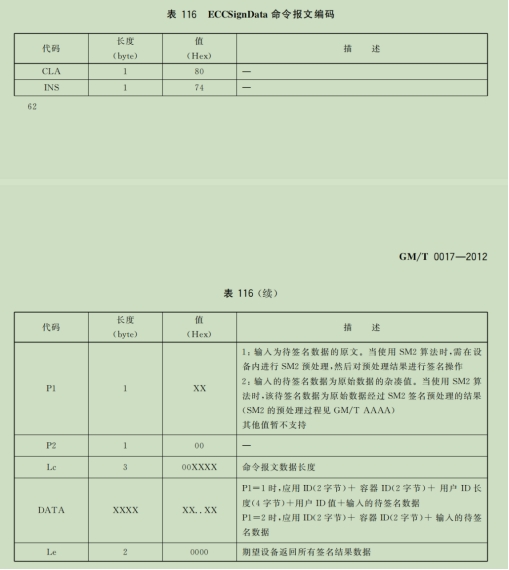 表 116 ECCSignData 命令报文编码
代码 长度 值 描 述
(byte) (Hex)
CLA 1 80 —
INS 1 74 —
62
GM/T 0017—2012
表 116(续)
代码 长度 值 描 述
(byte) (Hex)
P1 1 XX 1:输入为待签名数据的原文。当使用 SM2 算法时,需在设
备内进行 SM2 预处理,然后对预处理结果进行签名操作
2:输入的待签名数据为原始数据的杂凑值。当使用 SM2 算
法时,该待签名数据为原始数据经过 SM2 签名预处理的结果
(SM2 的预处理过程见 GM/T AAAA)
其他值暂不支持
P2 1 00 —
Lc 3 00XXXX 命令报文数据长度
DATA XXXX XX..XX P1=1 时,应用 ID(2 字节)+ 容器 ID(2 字节)+ 用户 ID 长
度(4 字节)+用户 ID 值+输入的待签名数据
P1=2 时,应用 ID(2 字节)+ 容器 ID(2 字节)+ 输入的待签
名数据
Le 2 0000 期望设备返回所有签名结果数据